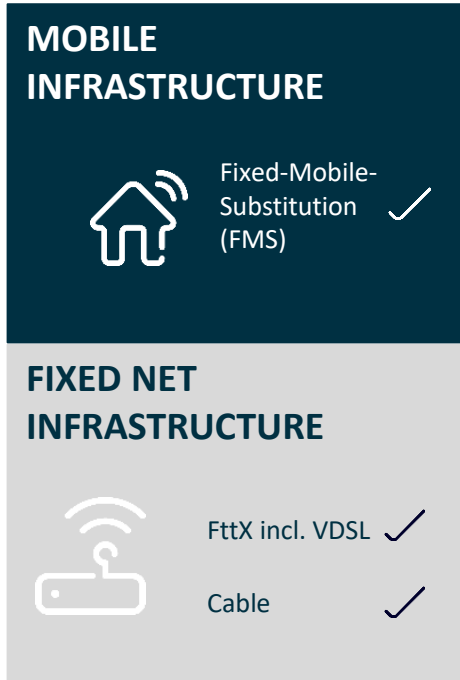 MOBILE
INFRASTRUCTURE
Fixed-Mobile-
Substitution
(FMS)
FIXED NET
INFRASTRUCTURE
FttX incl. VDSL
Cable